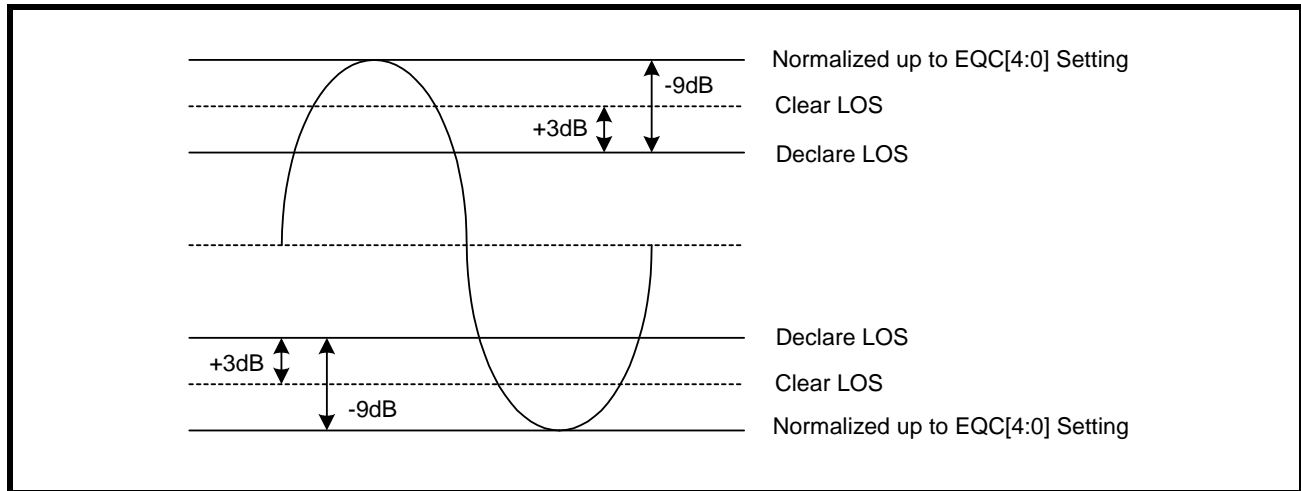 Normalized up to EQC[4:0] Setting
-9dB
Clear LOS
+3dB
Declare LOS
Declare LOS
+3dB
Clear LOS
-9dB
Normalized up to EQC[4:0] Setting